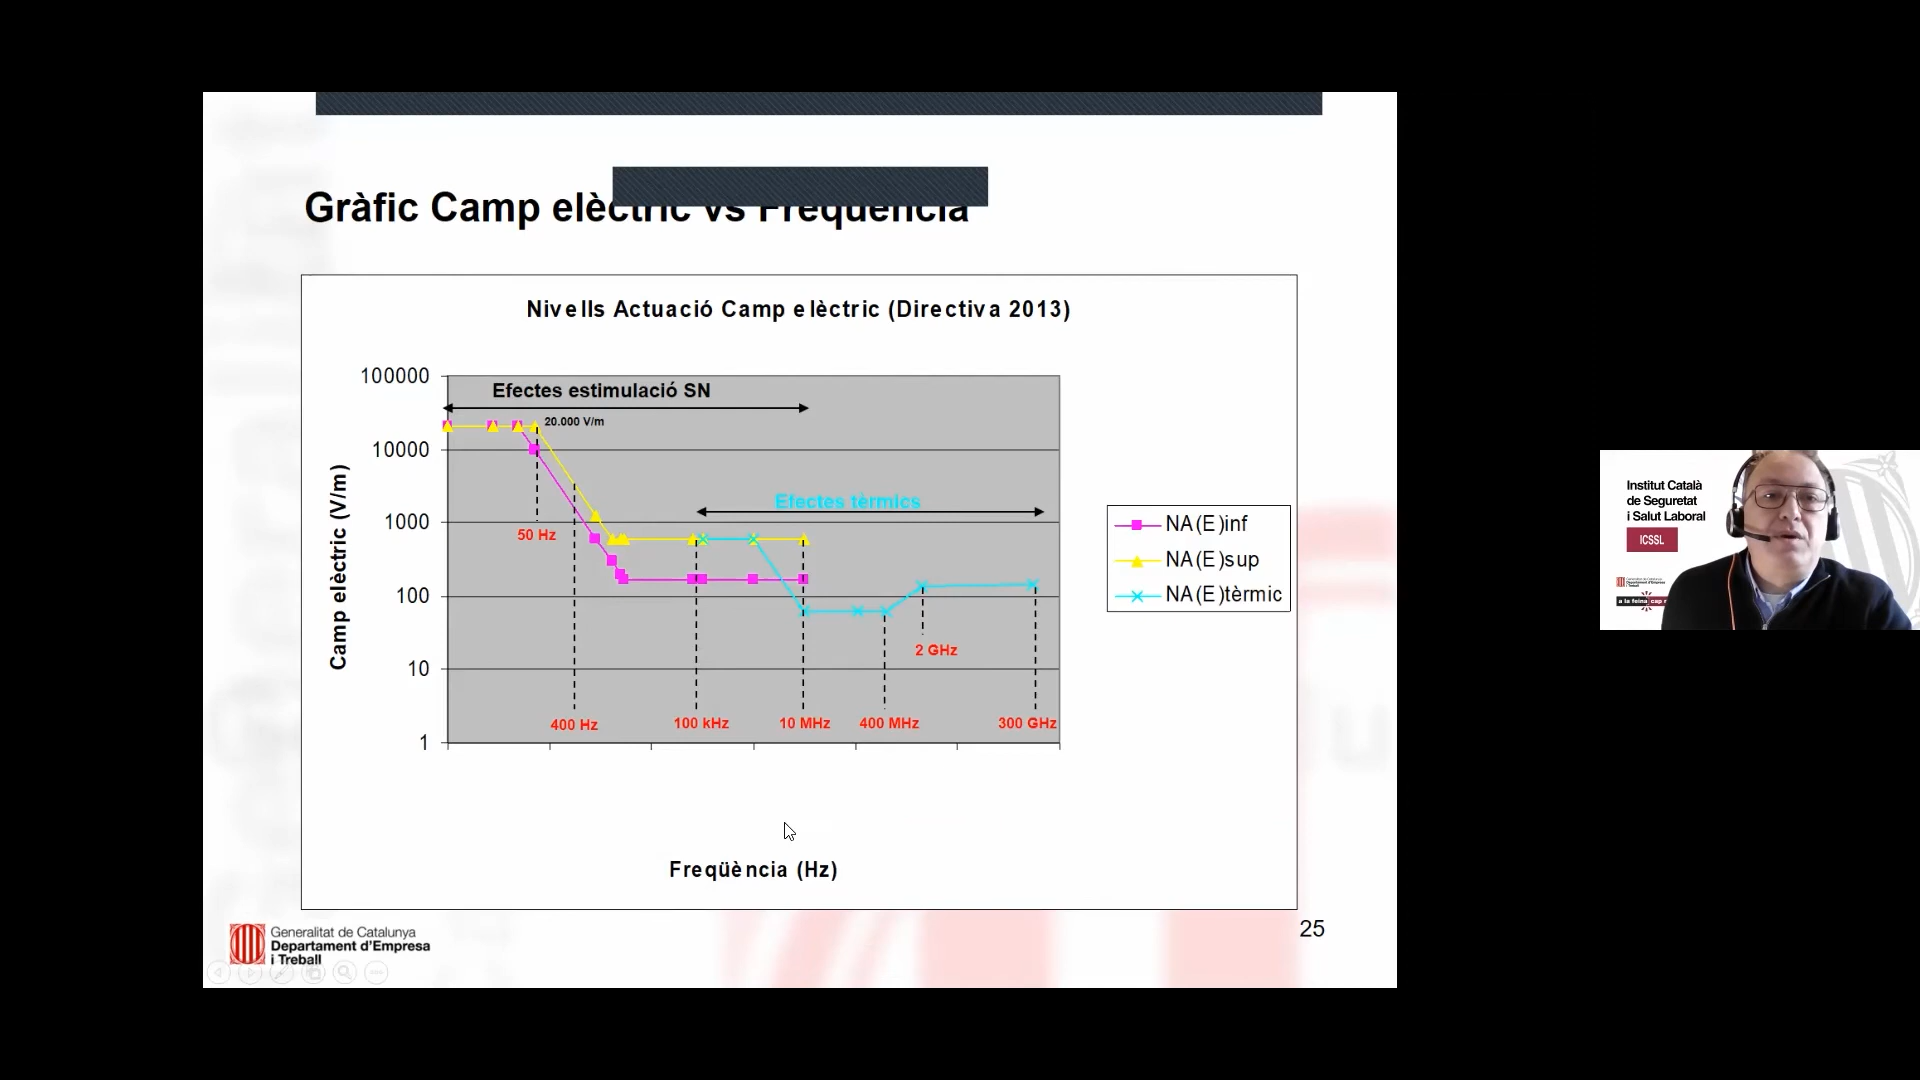 Gràfic Camp elèctric vs Freqüència
Nivells Actuació Camp elèctric (Directiva 2013)
Camp elèctric (V/m)
100000
10000
1000
100
10
1
Efectes estimulació SN
20.000 V/m
Efectes tèrmics
50 Hz
2 GHz
400 Hz
100 kHz
10 MHz
400 MHz
300 GHz
Freqüència (Hz)
NA(E)inf
NA(E)sup
NA(E)tèrmic
Generalitat de Catalunya
Departament d'Empresa
i Treball
25
Institut Català
de Seguretat
i Salut Laboral
ICSSL
a la feina cap r